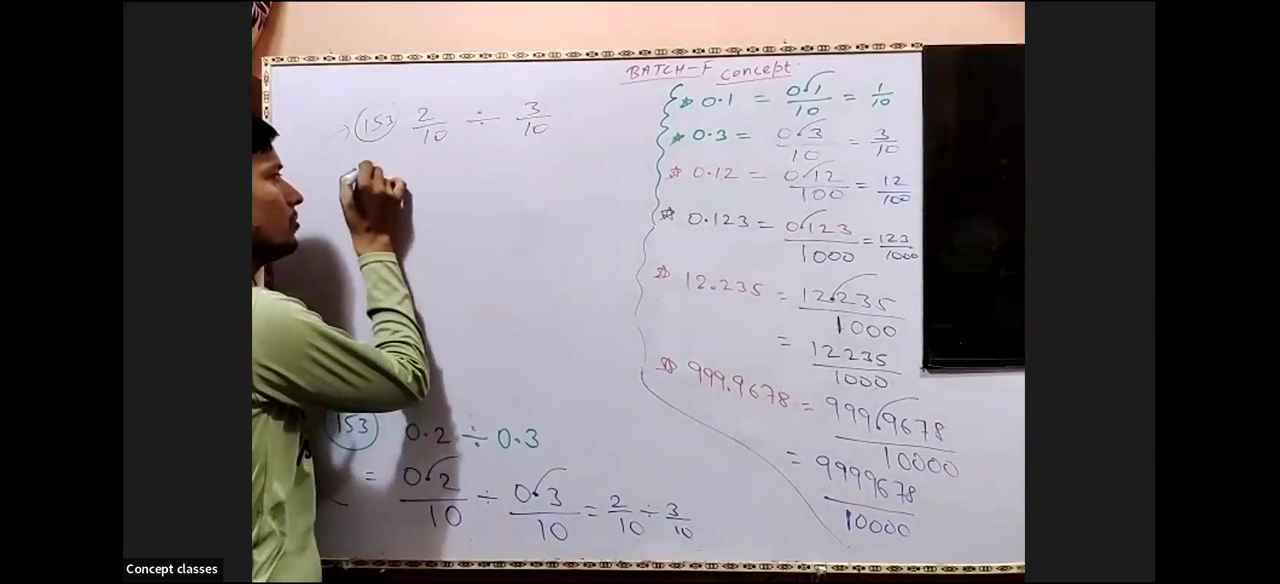 BATCH-F Concept
0.1 = 0.1/10 = 1/10
0.3 = 0.3/10 = 3/10
0.12 = 0.12/100 = 12/100
0.123 = 0.123/1000 = 123/1000
12.235 = 12.235/1000
= 12235/1000
999.9678 = 999.9678/10000
= 9999678/10000
→ (153) 2/10 ÷ 3/10
(153) 0.2 ÷ 0.3
= 0.2/10 ÷ 0.3/10 = 2/10 ÷ 3/10
Concept classes